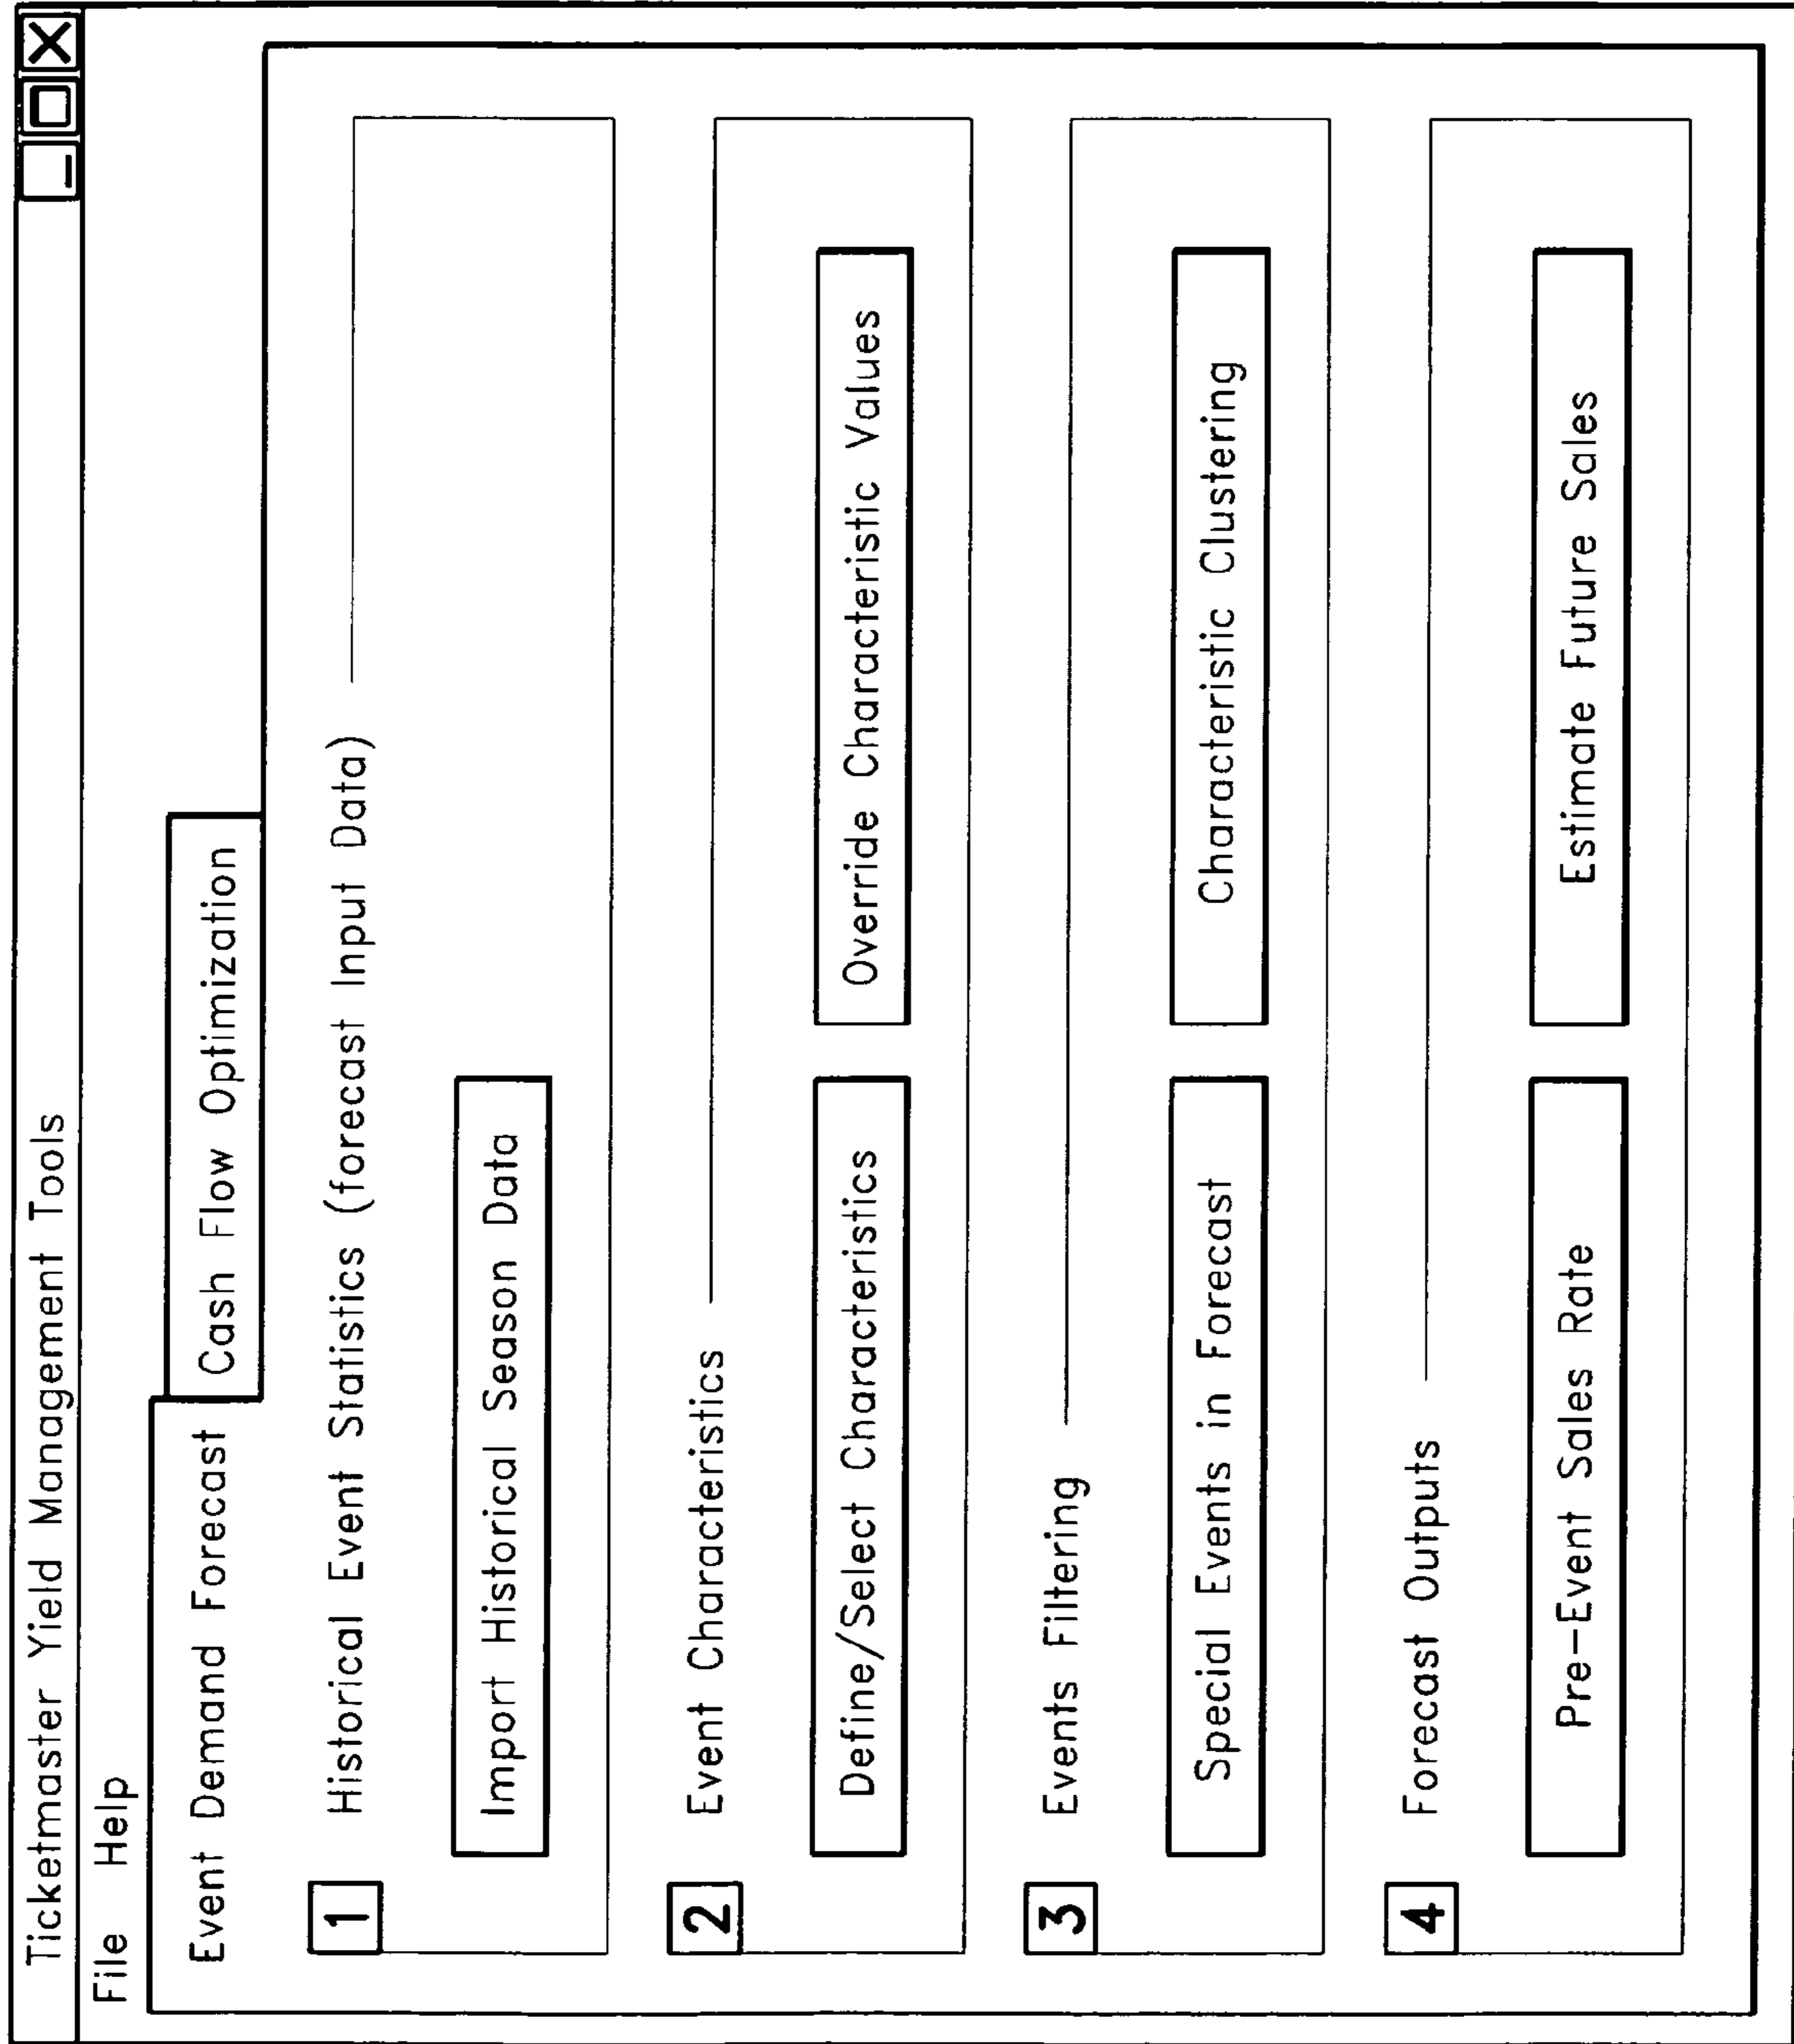 Ticketmaster Yield Management Tools
File Help
Event Demand Forecast Cash Flow Optimization
1 Historical Event Statistics (forecast Input Data)
Import Historical Season Data
2 Event Characteristics
Define/Select Characteristics Override Characteristic Values
3 Events Filtering
Special Events in Forecast Characteristic Clustering
4 Forecast Outputs
Pre-Event Sales Rate Estimate Future Sales